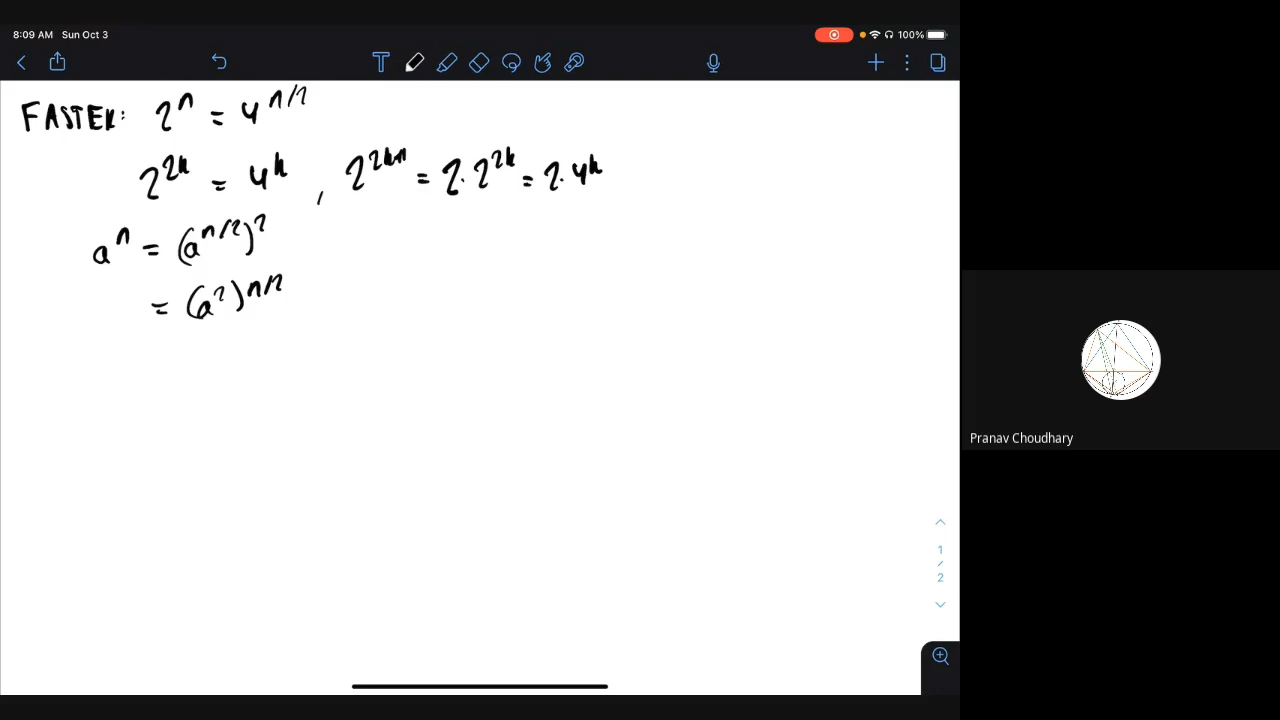 8:09 AM Sun Oct 3
100%
FASTER: 2^n = 4^{n/2}
2^{2k} = 4^k , 2^{2k+1} = 2·2^{2k} = 2·4^k
a^n = (a^{n/2})^2
= (a^2)^{n/2}
Pranav Choudhary
1
/
2